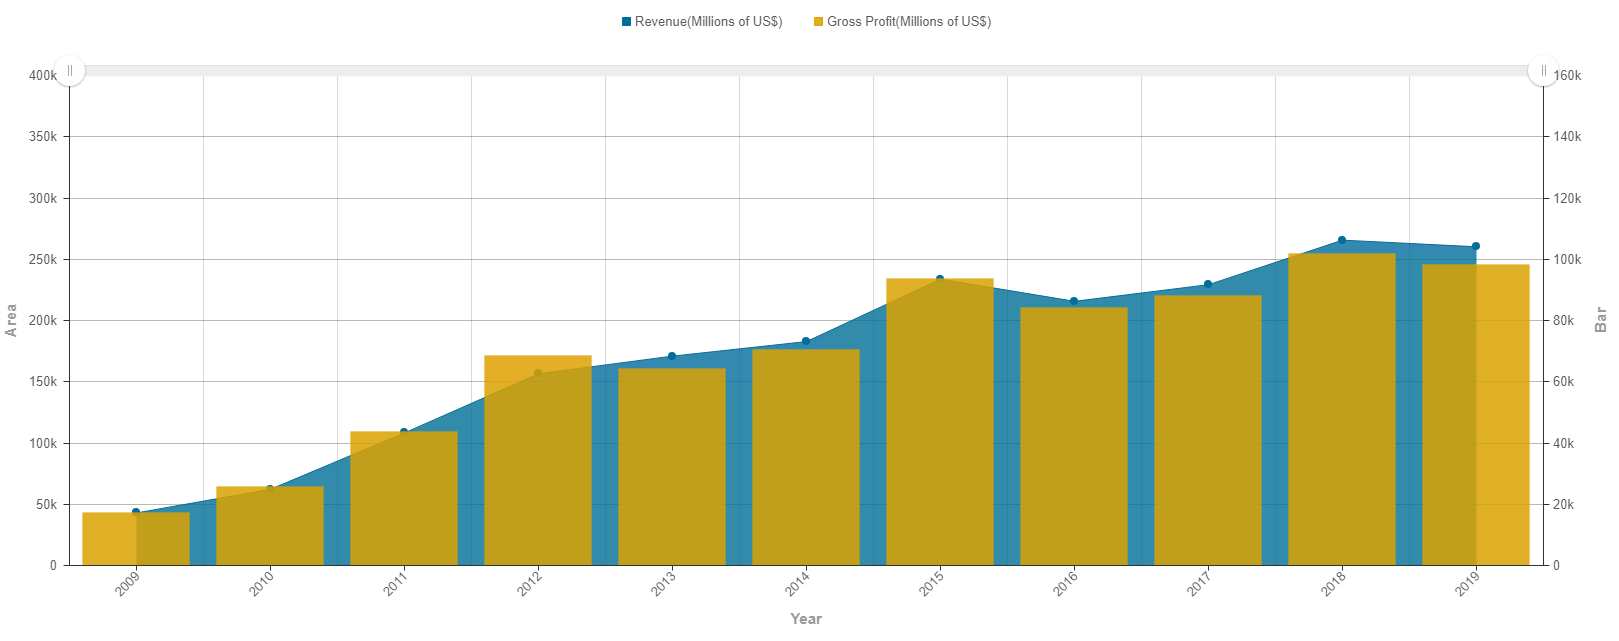 Revenue(Millions of US$) Gross Profit(Millions of US$)
400k 160k
350k 140k
300k 120k
250k 100k
200k 80k
150k 60k
100k 40k
50k 20k
0 0
Area
Bar
2009 2010 2011 2012 2013 2014 2015 2016 2017 2018 2019
Year